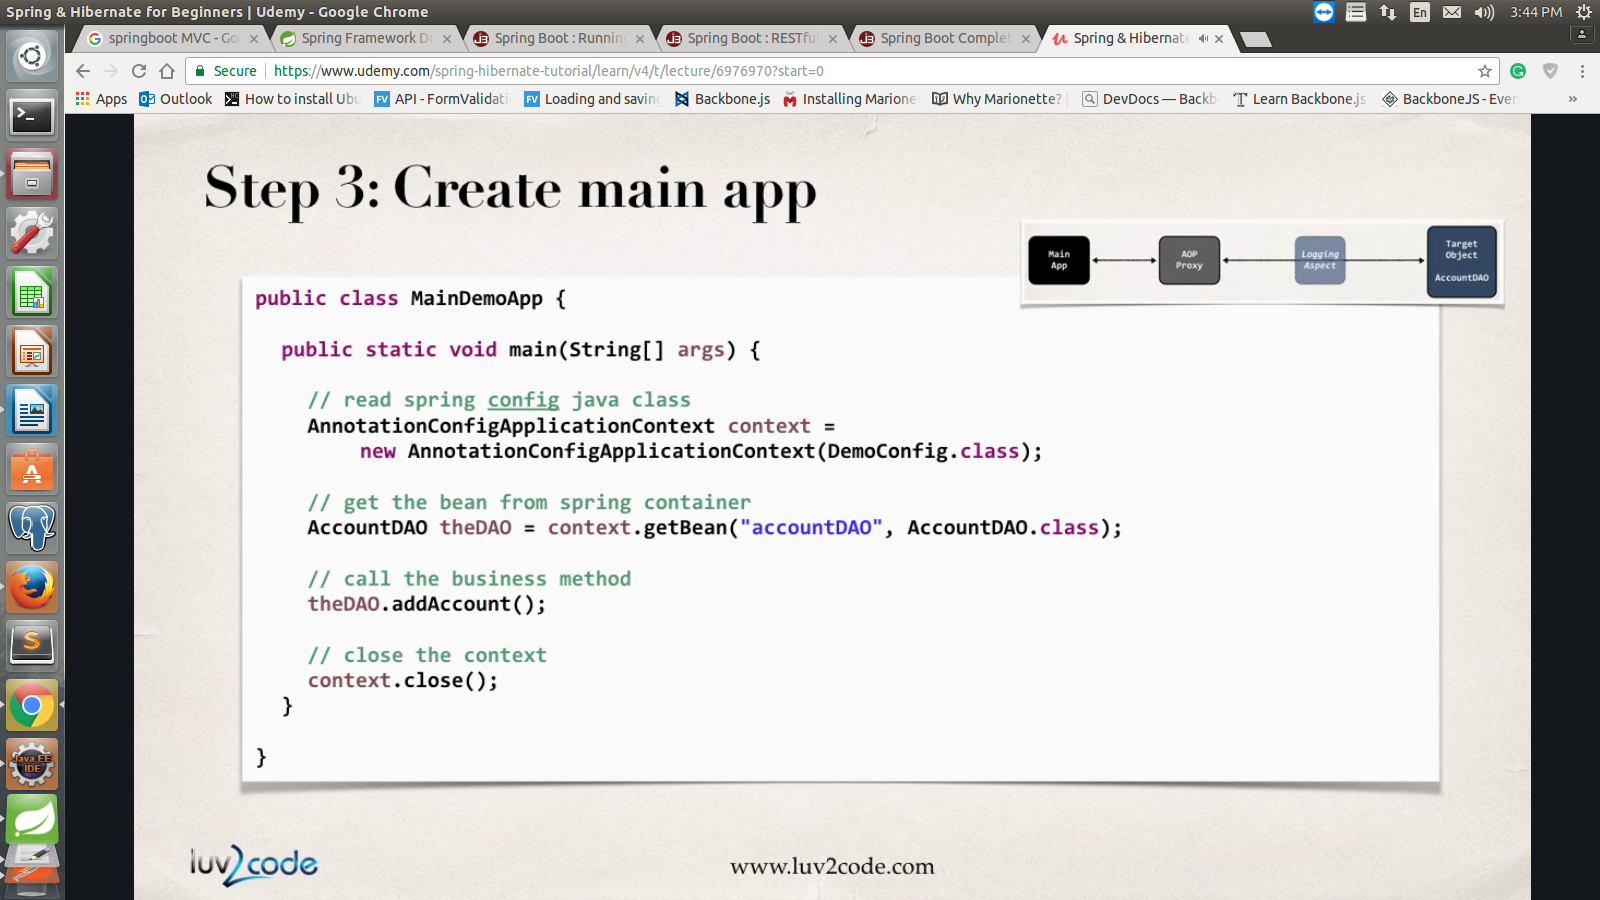 Spring & Hibernate for Beginners | Udemy - Google Chrome
En
3:44 PM
springboot MVC - Go
Spring Framework Do
Spring Boot : Runnin
Spring Boot : RESTfu
Spring Boot Complet
Spring & Hibernate
Secure
https://www.udemy.com/spring-hibernate-tutorial/learn/v4/t/lecture/6976970?start=0
Apps
Outlook
How to install Ubu
API - FormValidati
Loading and saving
Backbone.js
Installing Marione
Why Marionette?
DevDocs — Backb
Learn Backbone.js
BackboneJS - Ever
Step 3: Create main app
Main
App
AOP
Proxy
Logging
Aspect
Target
Object
AccountDAO
public class MainDemoApp {
public static void main(String[] args) {
// read spring config java class
AnnotationConfigApplicationContext context =
new AnnotationConfigApplicationContext(DemoConfig.class);
// get the bean from spring container
AccountDAO theDAO = context.getBean("accountDAO", AccountDAO.class);
// call the business method
theDAO.addAccount();
// close the context
context.close();
}
}
Java EE
IDE
luv2code
www.luv2code.com